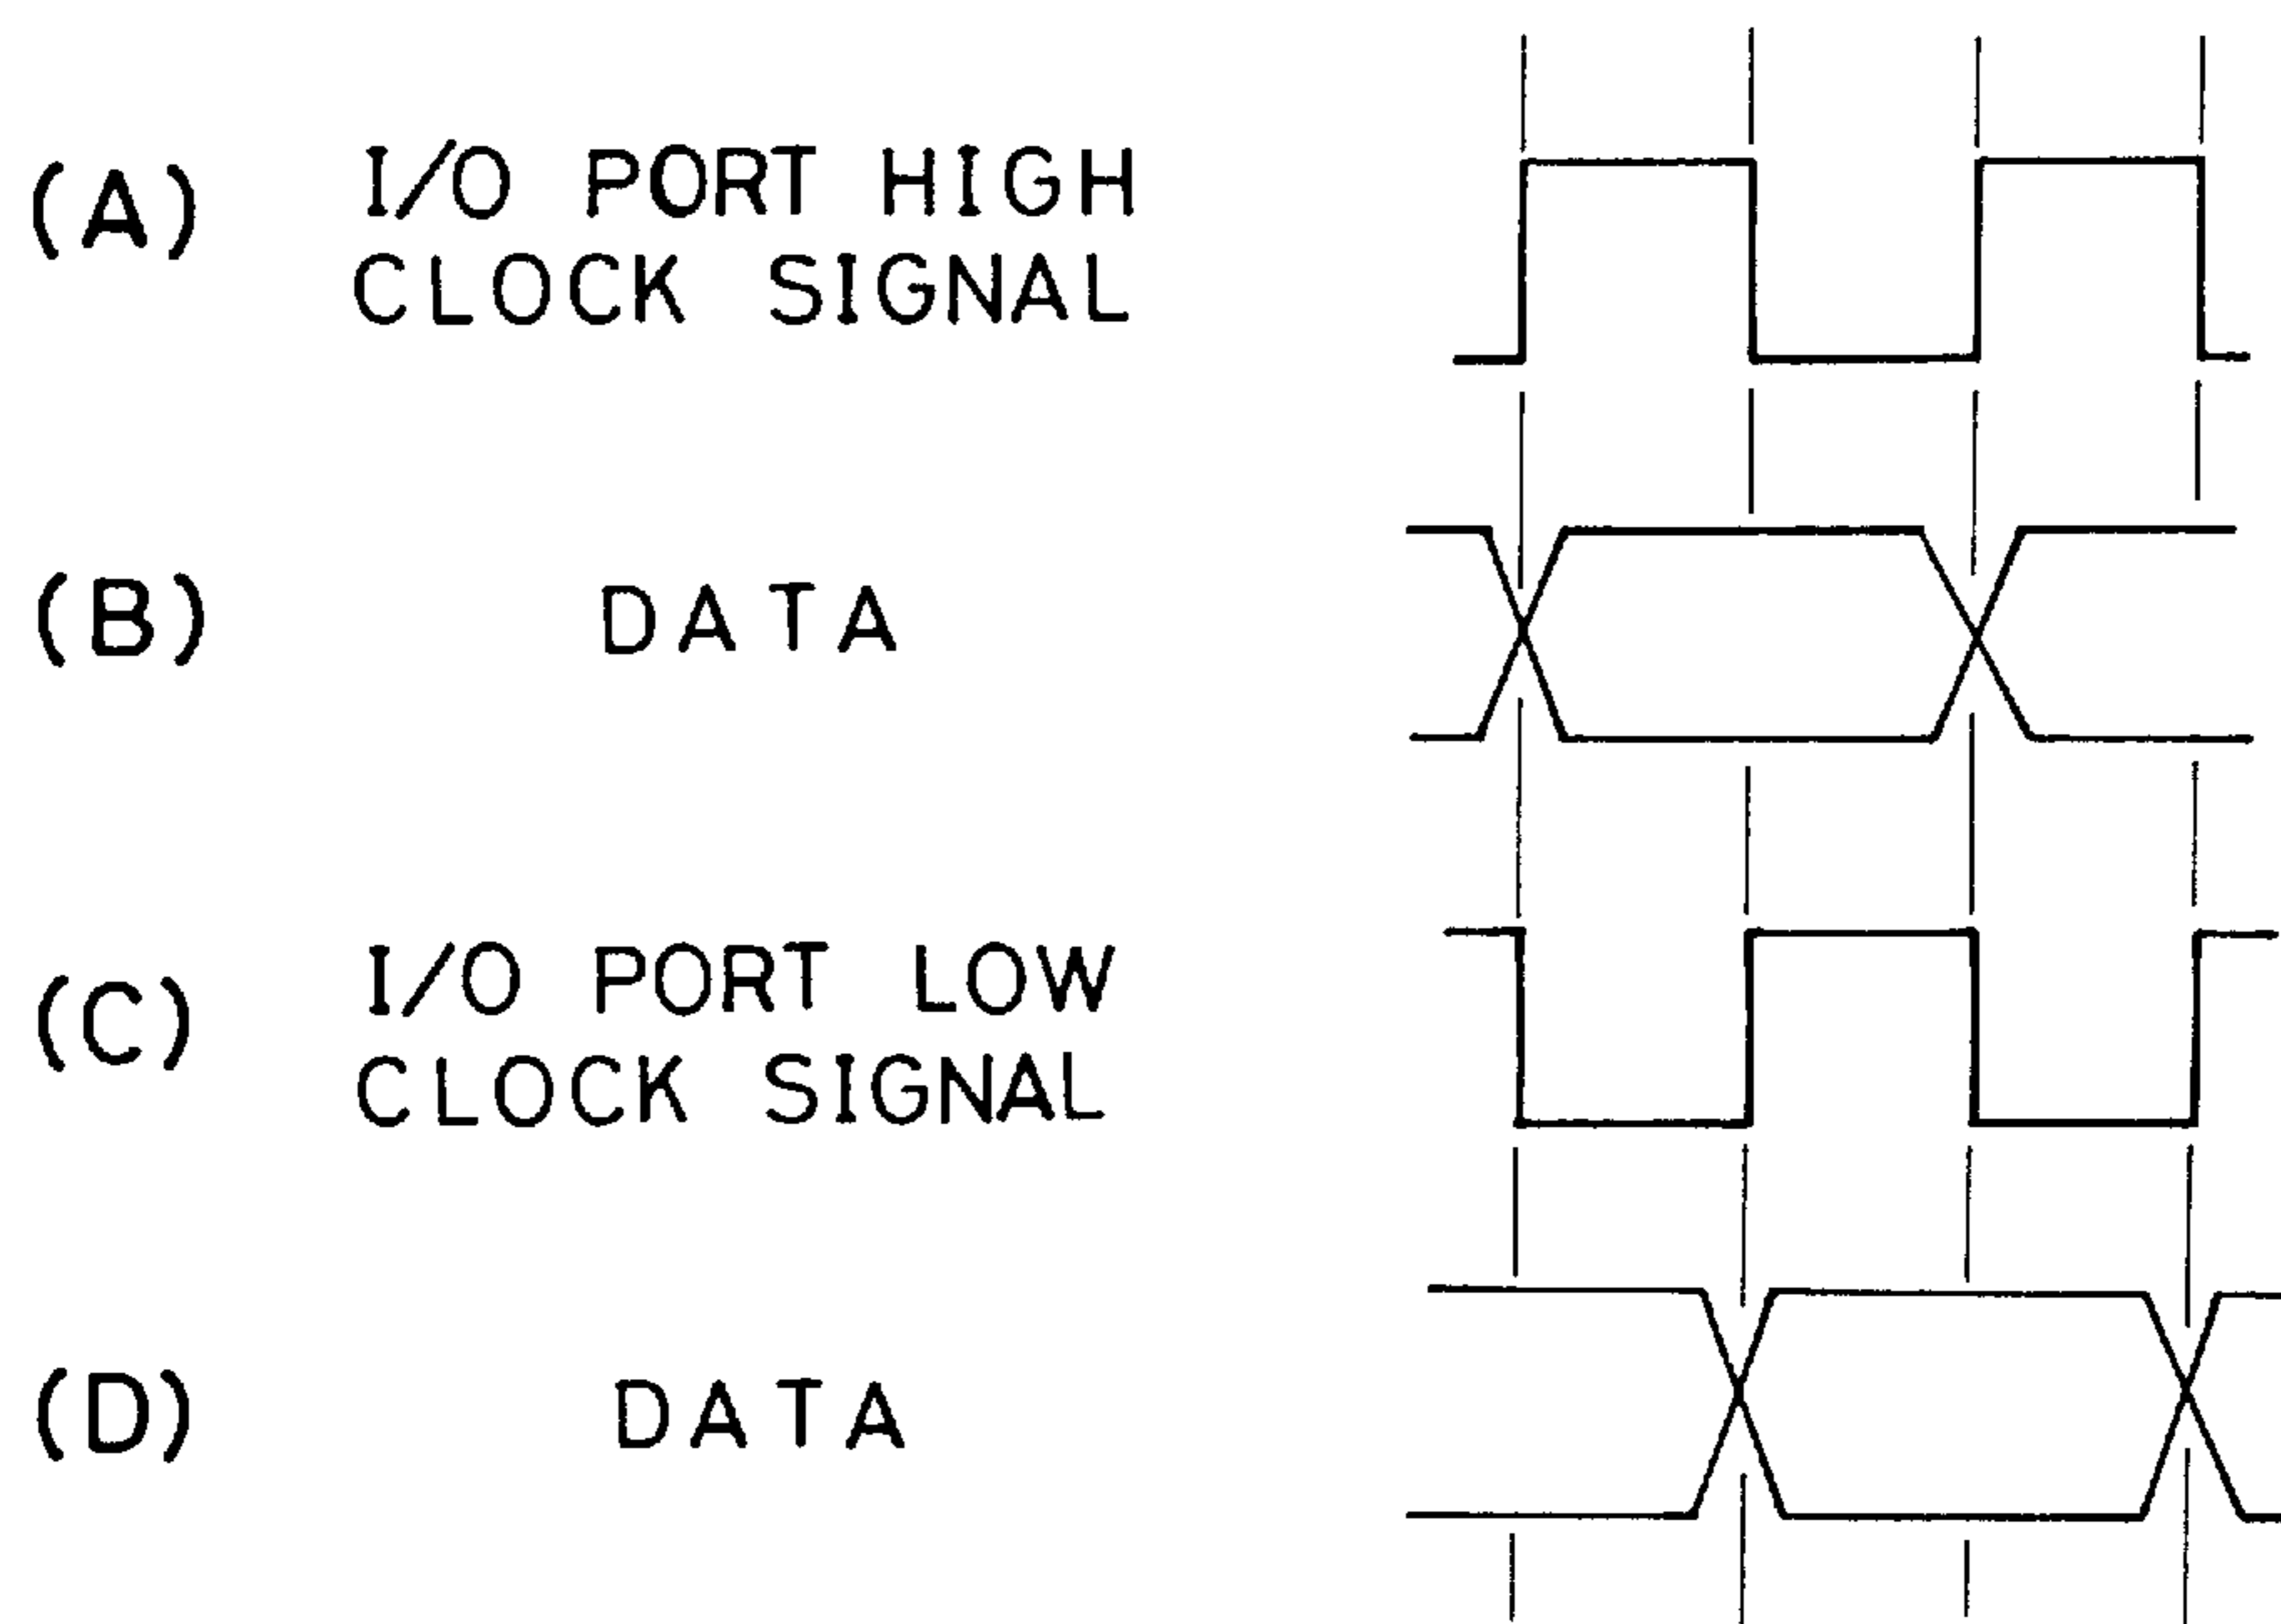 (A) I/O PORT HIGH
CLOCK SIGNAL
(B) DATA
(C) I/O PORT LOW
CLOCK SIGNAL
(D) DATA